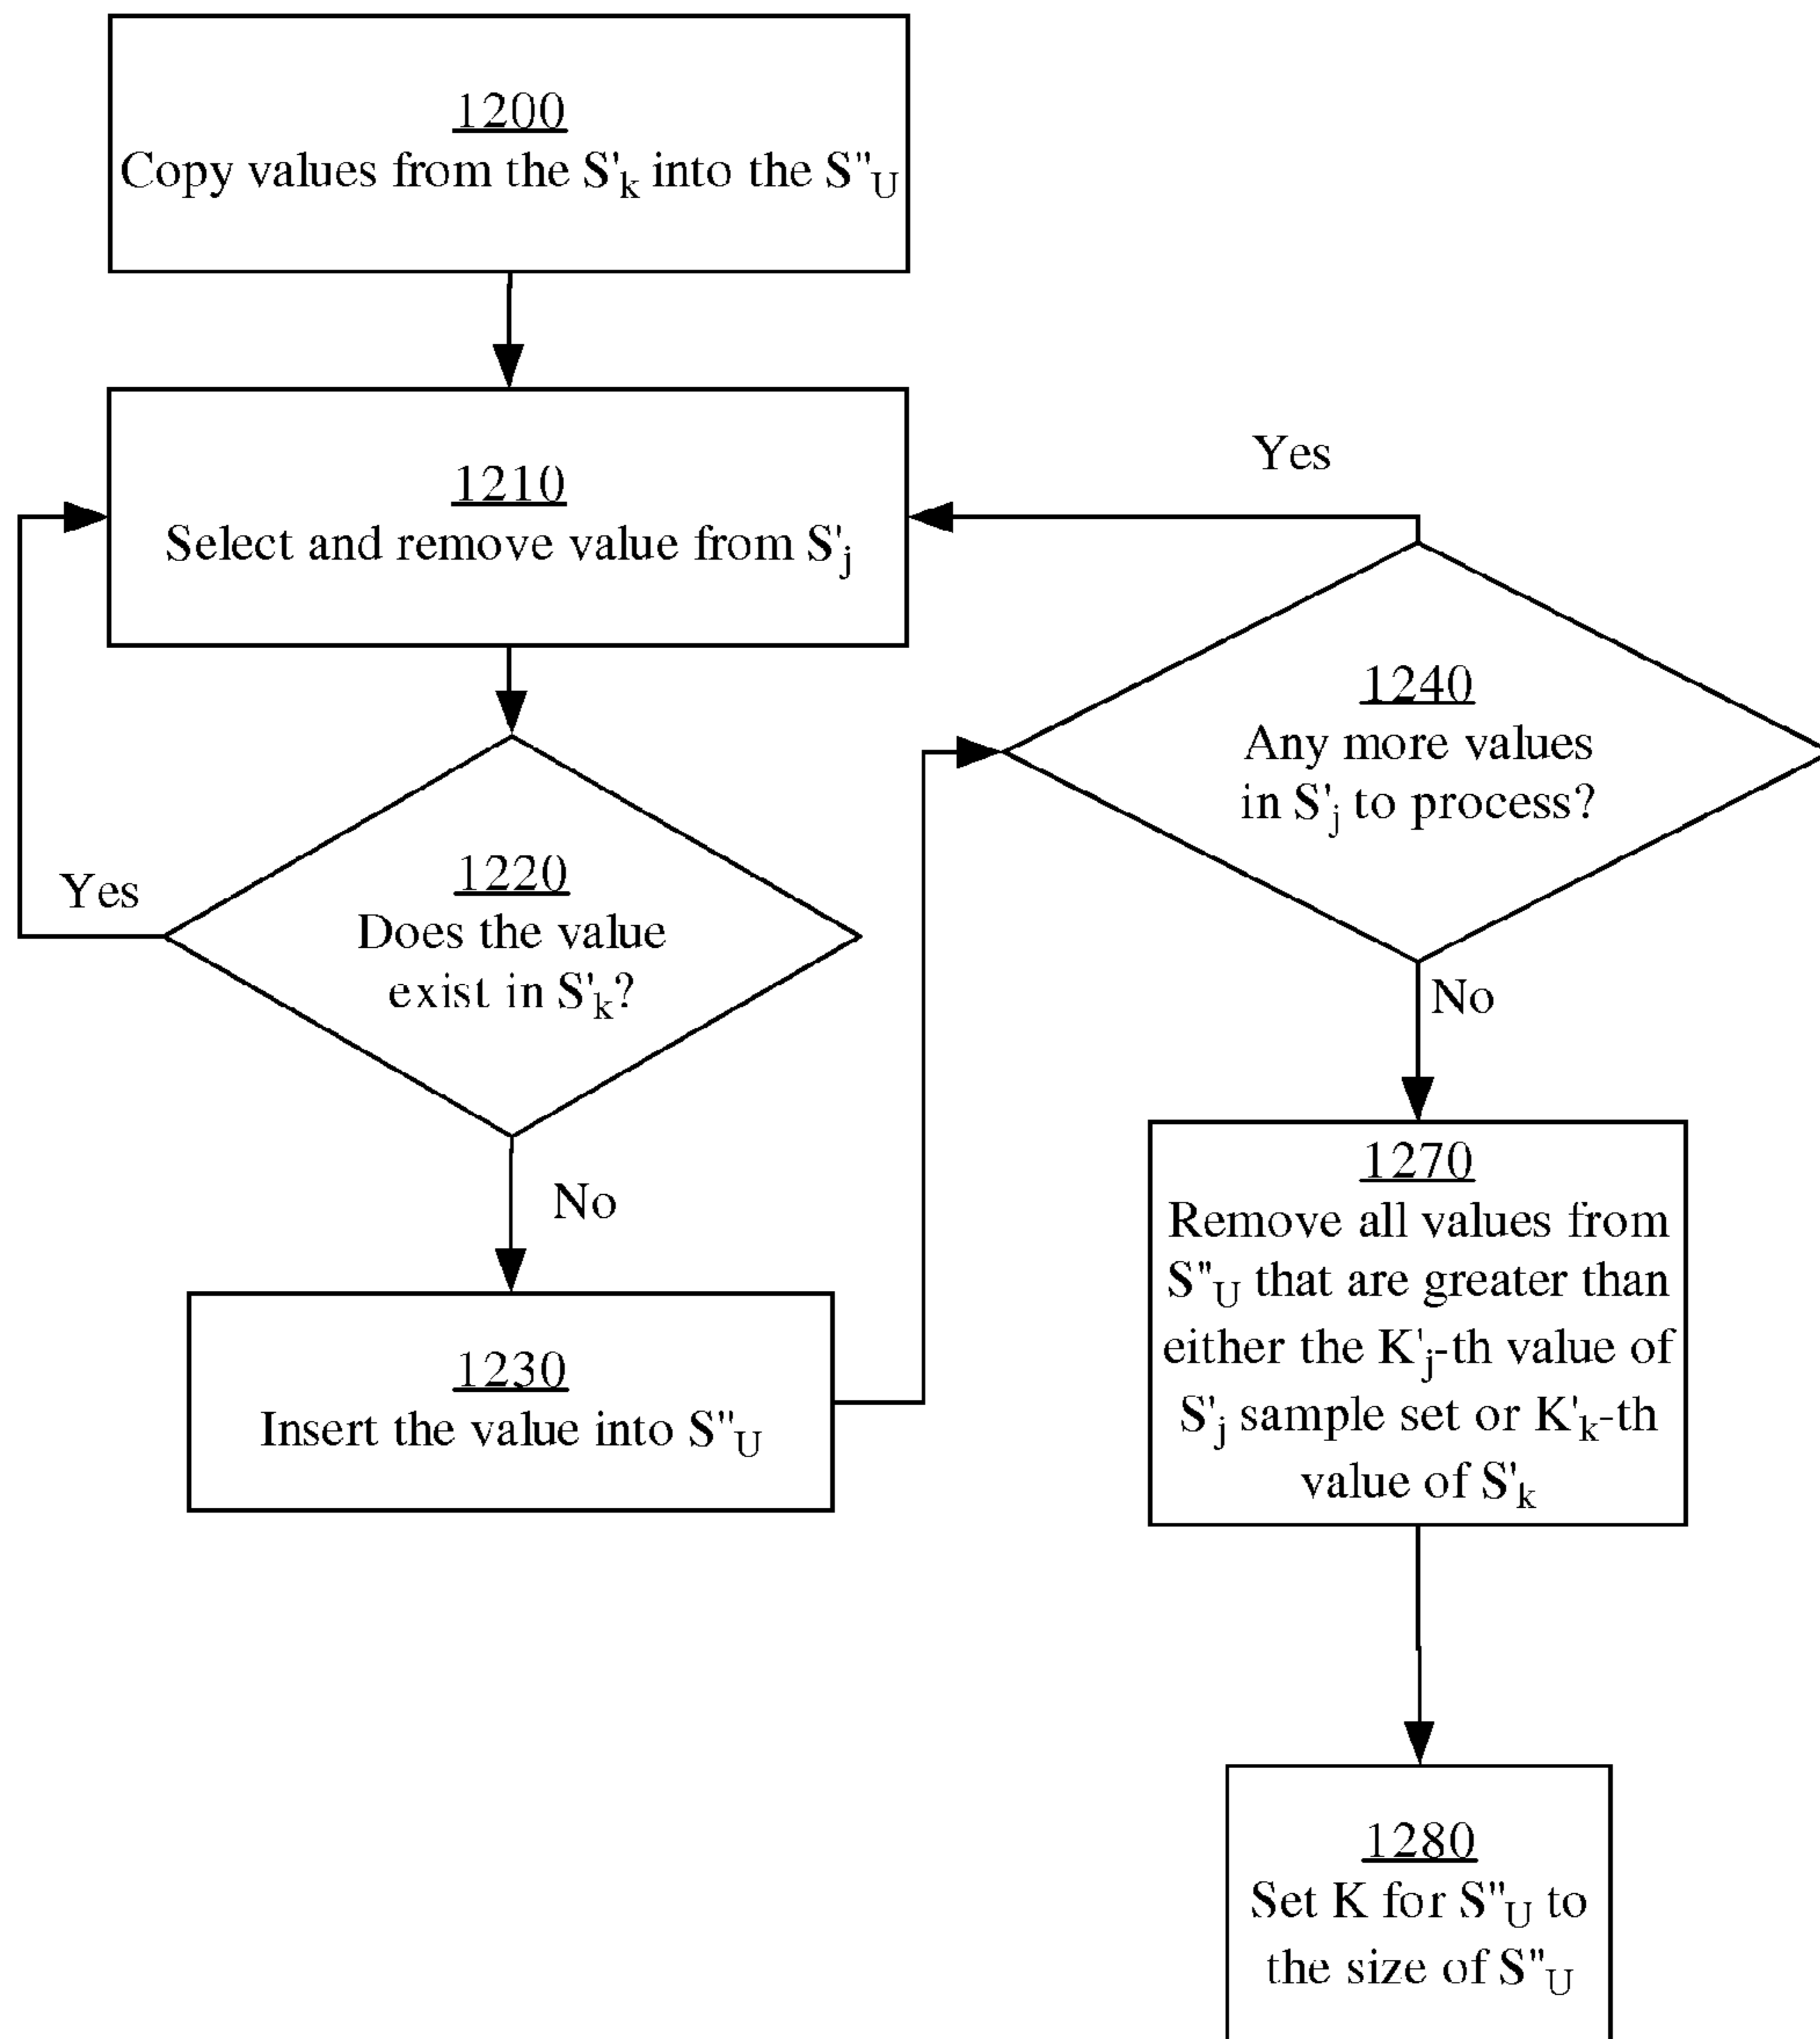 1200
Copy values from the S'k into the S"U
1210
Select and remove value from S'j
Yes
1220
Does the value
exist in S'k?
Yes
No
1230
Insert the value into S"U
1240
Any more values
in S'j to process?
No
1270
Remove all values from
S"U that are greater than
either the K'j-th value of
S'j sample set or K'k-th
value of S'k
1280
Set K for S"U to
the size of S"U